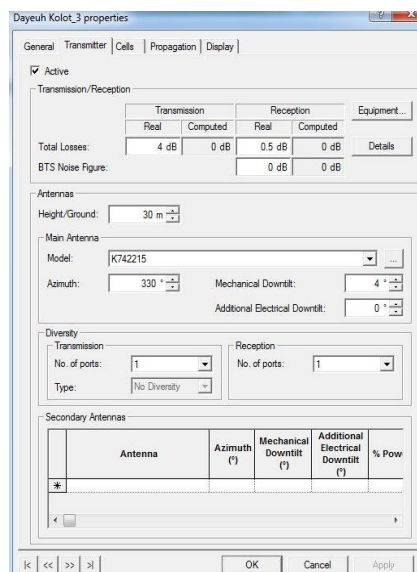 Dayeuh Kolot_3 properties
General Transmitter Cells Propagation Display
Active
Transmission/Reception
Transmission Reception Equipment...
Real Computed Real Computed
Total Losses: 4 dB 0 dB 0.5 dB 0 dB Details
BTS Noise Figure: 0 dB 0 dB
Antennas
Height/Ground: 30 m
Main Antenna
Model: K742215 ...
Azimuth: 330 ° Mechanical Downtilt: 4 °
Additional Electrical Downtilt: 0 °
Diversity
Transmission Reception
No. of ports: 1 No. of ports: 1
Type: No Diversity
Secondary Antennas
Antenna Azimuth (°) Mechanical Downtilt (°) Additional Electrical Downtilt (°) % Powe
*
|< << >> >| OK Cancel Apply